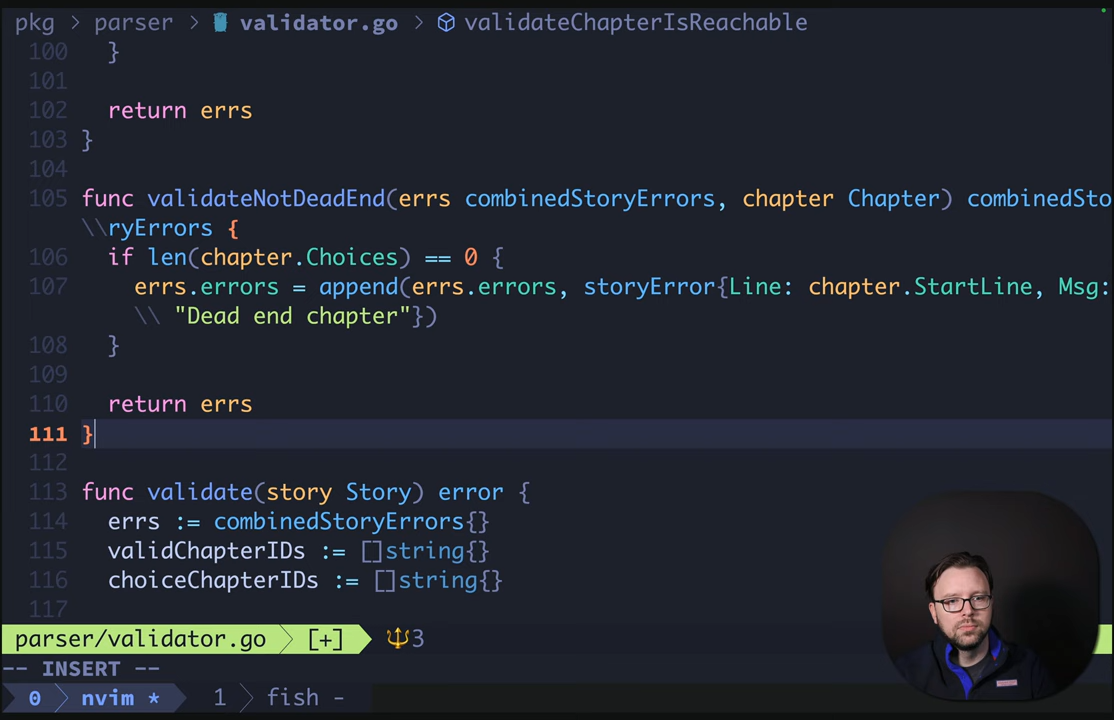 pkg > parser > validator.go > validateChapterIsReachable
100 }
101
102 return errs
103 }
104
105 func validateNotDeadEnd(errs combinedStoryErrors, chapter Chapter) combinedSto
\\ryErrors {
106 if len(chapter.Choices) == 0 {
107 errs.errors = append(errs.errors, storyError{Line: chapter.StartLine, Msg:
\\ "Dead end chapter"})
108 }
109
110 return errs
111 }
112
113 func validate(story Story) error {
114 errs := combinedStoryErrors{}
115 validChapterIDs := []string{}
116 choiceChapterIDs := []string{}
117
parser/validator.go [+] 3
-- INSERT --
0 nvim * 1 fish -